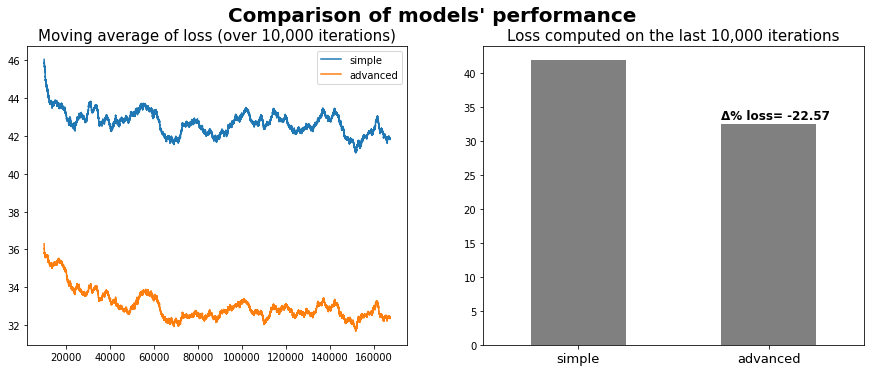 Comparison of models' performance
Moving average of loss (over 10,000 iterations)
simple
advanced
46
44
42
40
38
36
34
32
20000 40000 60000 80000 100000 120000 140000 160000
Loss computed on the last 10,000 iterations
Δ% loss= -22.57
40
35
30
25
20
15
10
5
0
simple advanced